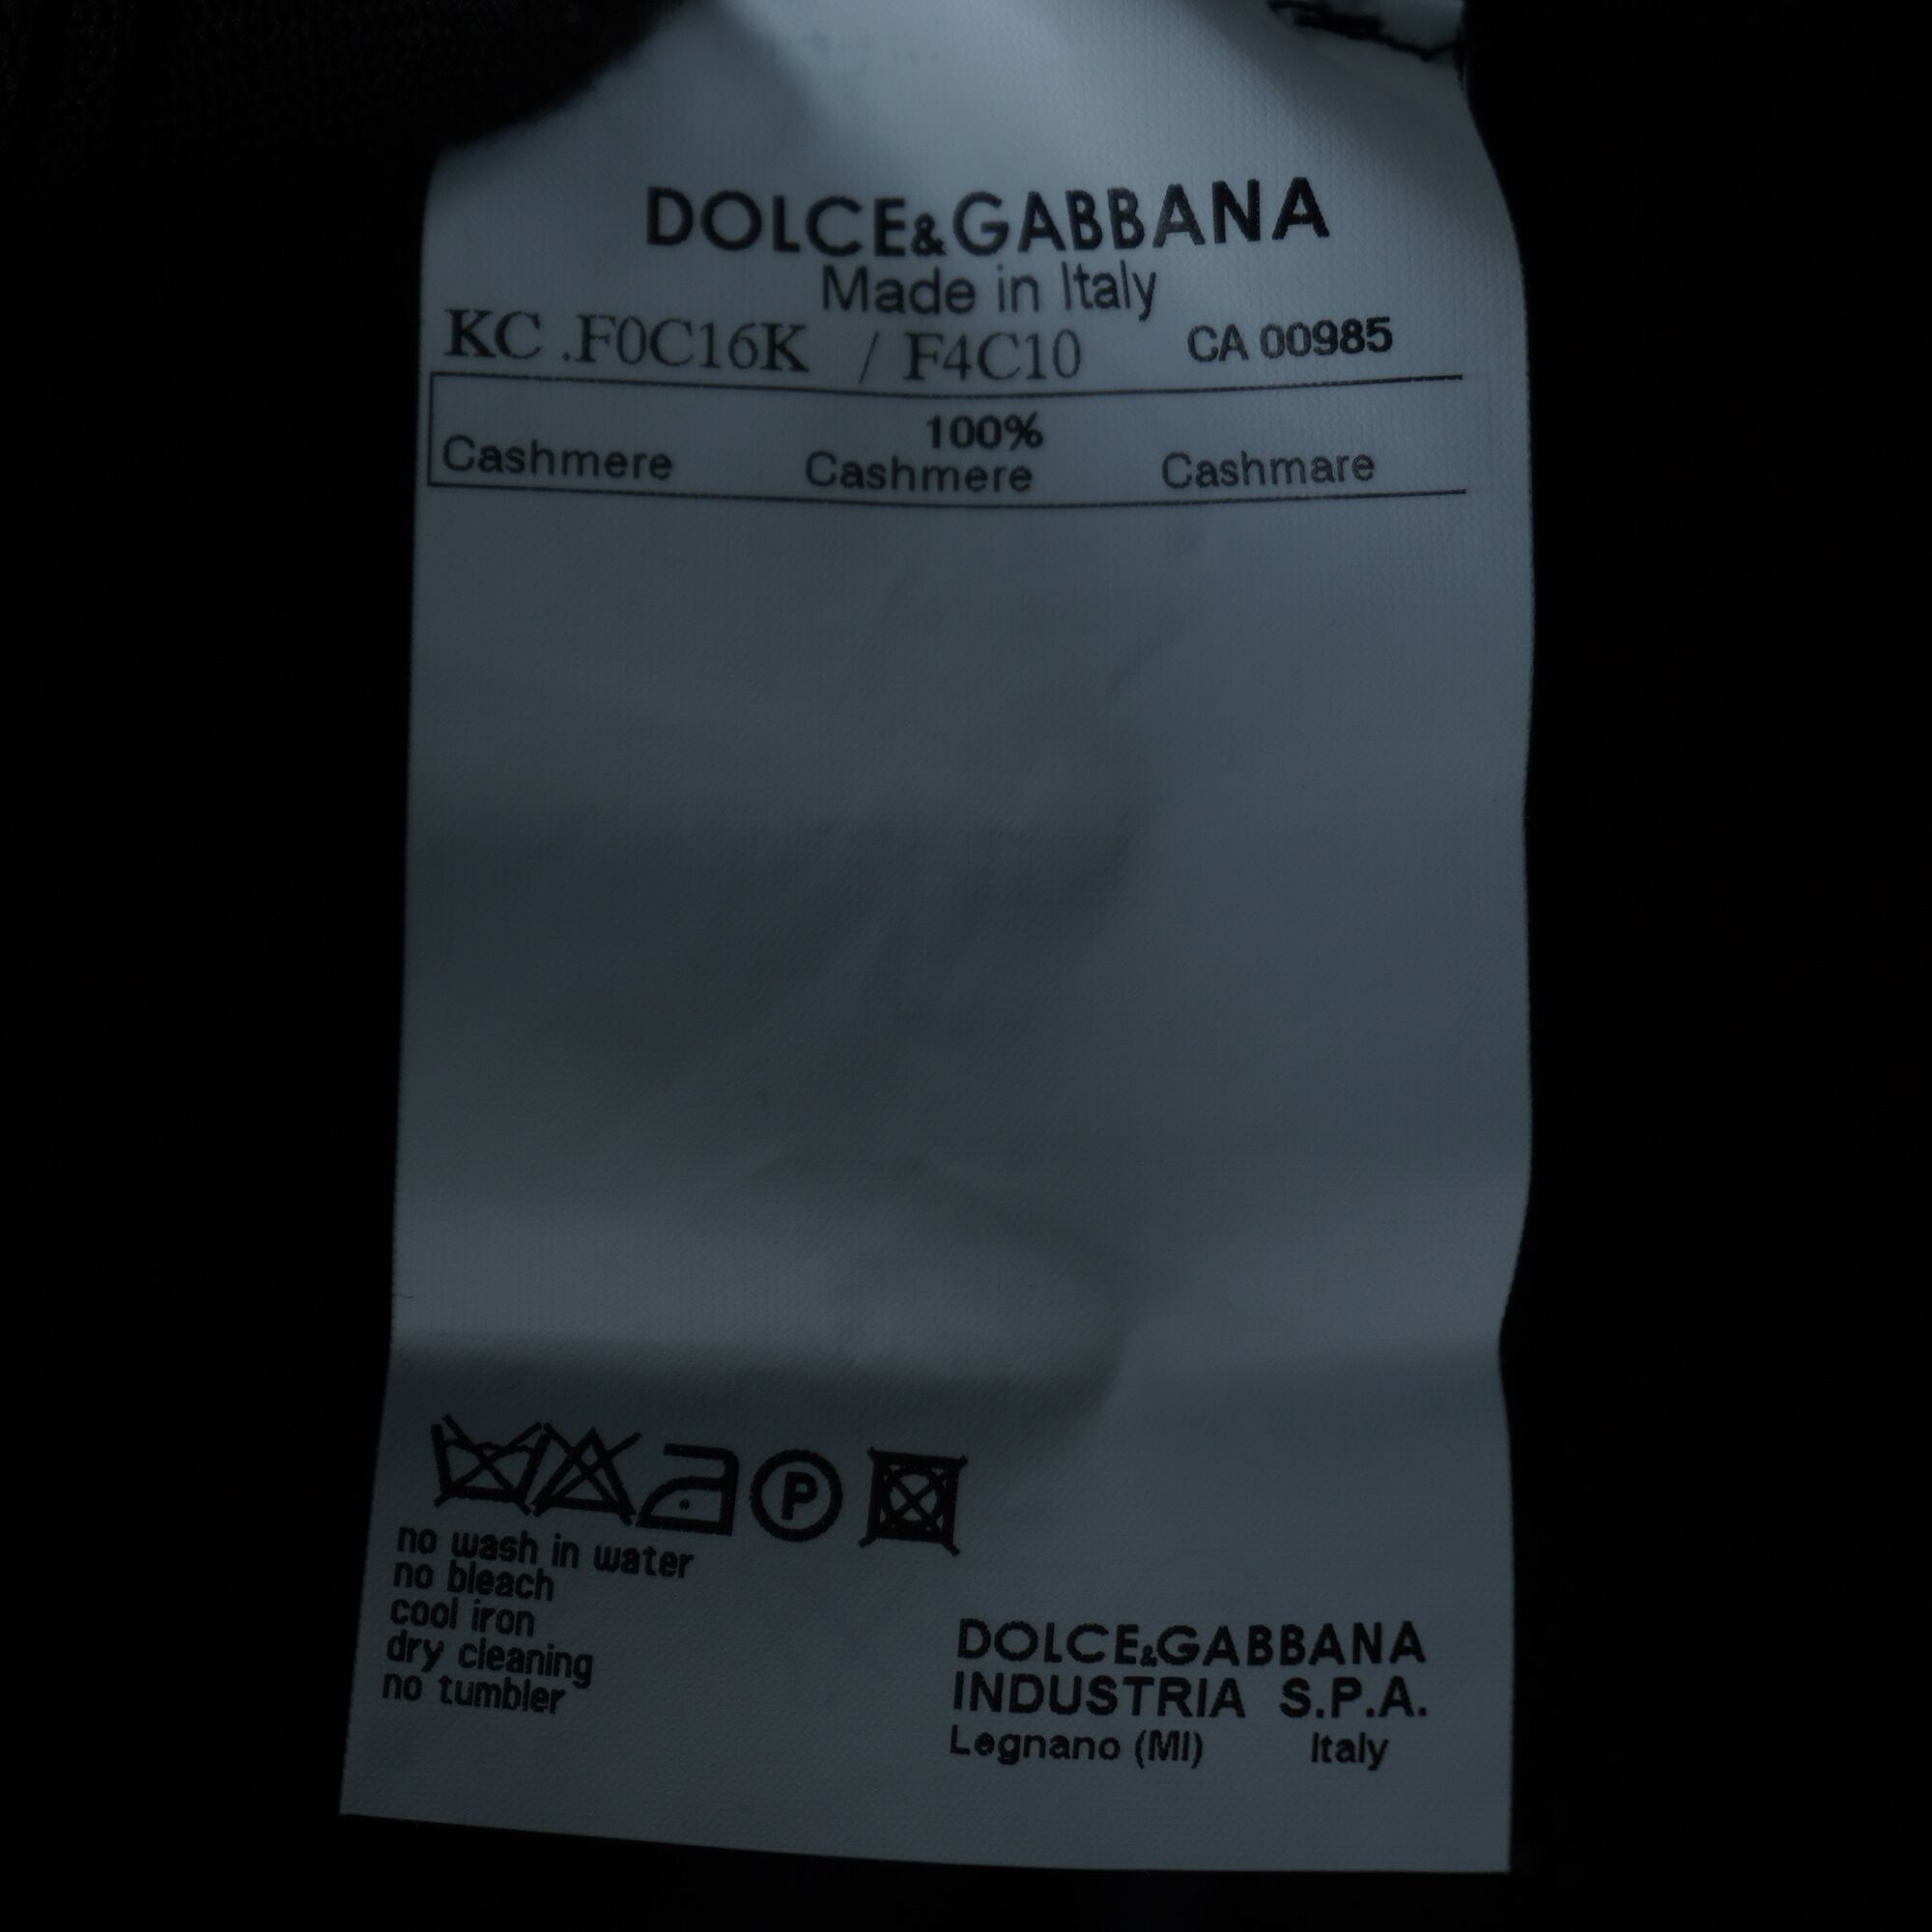 DOLCE&GABBANA
Made in Italy
KC .F0C16K / F4C10 CA 00985
100%
Cashmere Cashmere Cashmare
P
no wash in water
no bleach
cool iron
dry cleaning
no tumbler
DOLCE&GABBANA
INDUSTRIA S.P.A.
Legnano (MI) Italy